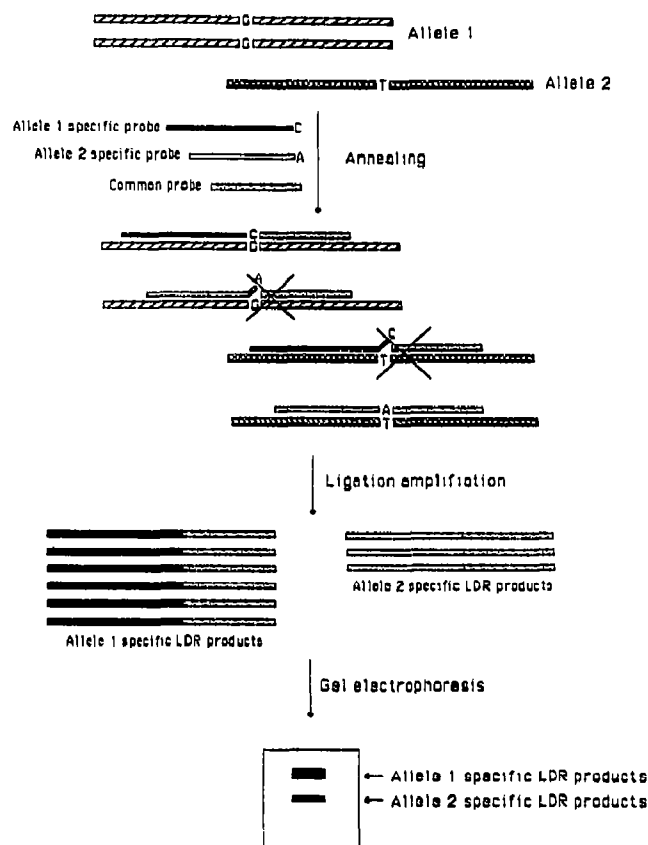 G
Allele 1
G
T
Allele 2
Allele 1 specific probe
C
Allele 2 specific probe
A
Annealing
Common probe
C
G
A
G
C
T
A
T
Ligation amplifiation
Allele 2 specific LDR products
Allele 1 specific LDR products
Gel electrophoresis
Allele 1 specific LDR products
Allele 2 specific LDR products